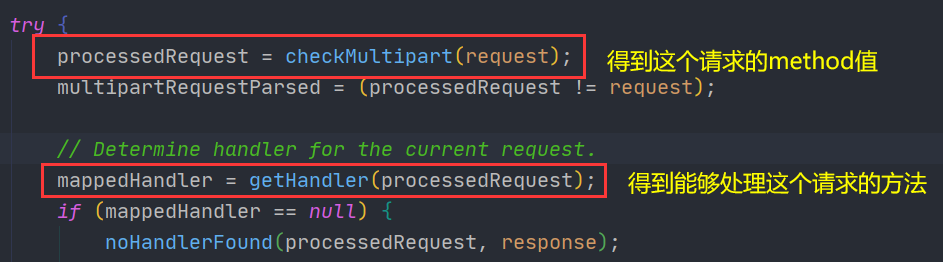 try {
processedRequest = checkMultipart(request);
得到这个请求的method值
multipartRequestParsed = (processedRequest != request);
// Determine handler for the current request.
mappedHandler = getHandler(processedRequest);
得到能够处理这个请求的方法
if (mappedHandler == null) {
noHandlerFound(processedRequest, response);